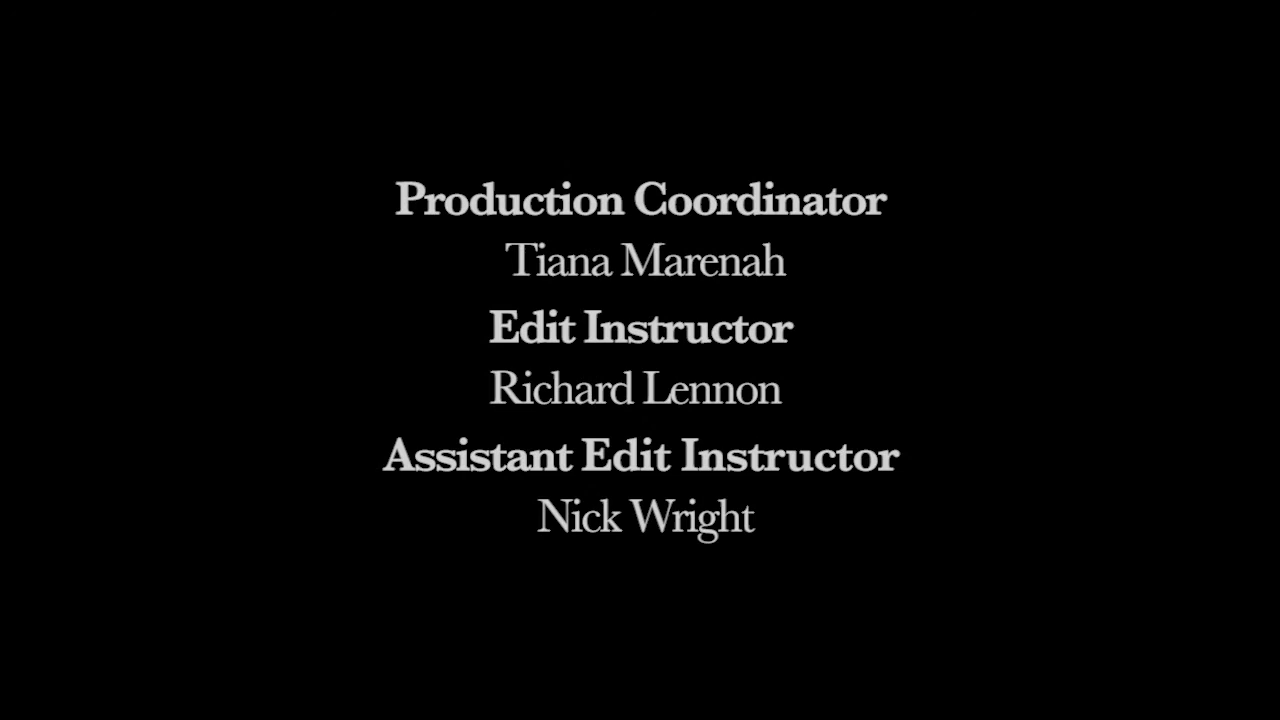 Production Coordinator
Tiana Marenah
Edit Instructor
Richard Lennon
Assistant Edit Instructor
Nick Wright